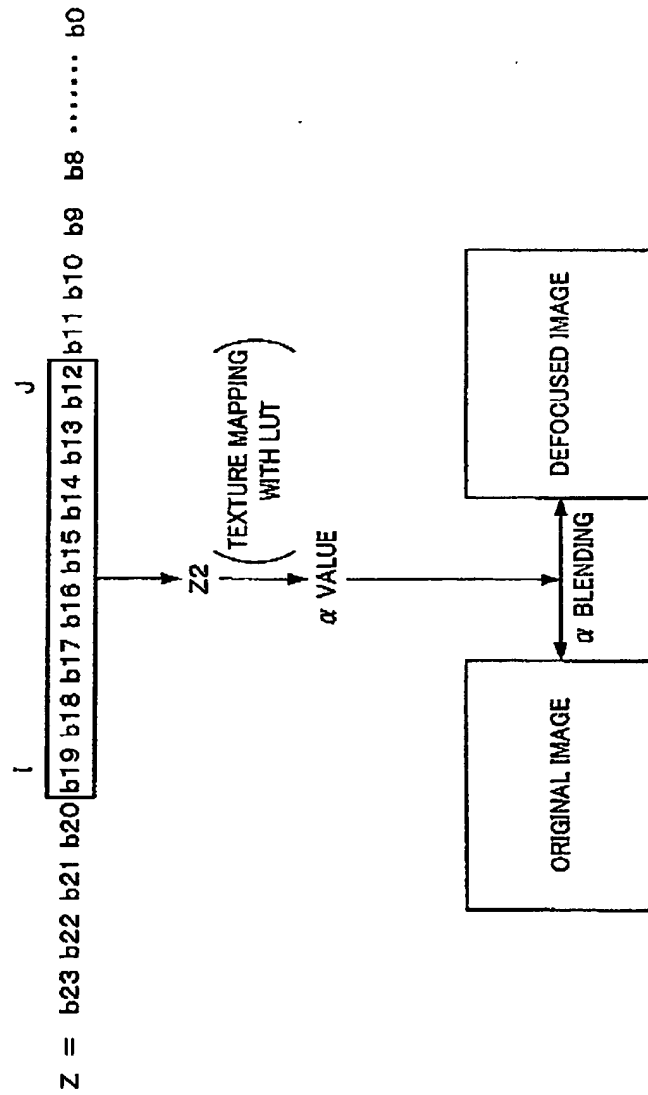 I J
Z = b23 b22 b21 b20 b19 b18 b17 b16 b15 b14 b13 b12 b11 b10 b9 b8 ······· b0
Z2
(TEXTURE MAPPING
WITH LUT)
α VALUE
ORIGINAL IMAGE
α BLENDING
DEFOCUSED IMAGE